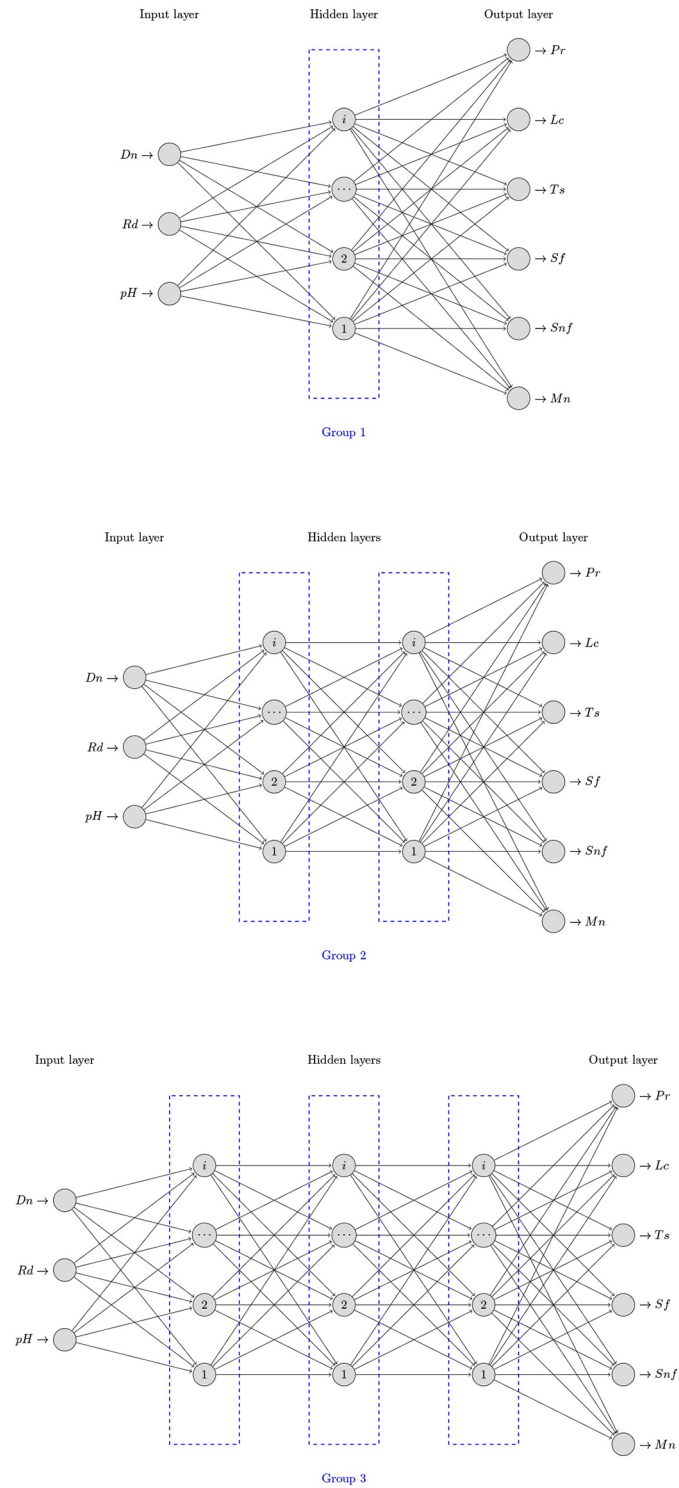 Input layer Hidden layer Output layer
→ Pr
i → Lc
Dn →
··· → Ts
Rd →
2 → Sf
pH →
1 → Snf
→ Mn
Group 1
Input layer Hidden layers Output layer
→ Pr
i i → Lc
Dn →
··· ··· → Ts
Rd →
2 2 → Sf
pH →
1 1 → Snf
→ Mn
Group 2
Input layer Hidden layers Output layer
→ Pr
i i i → Lc
Dn →
··· ··· ··· → Ts
Rd →
2 2 2 → Sf
pH →
1 1 1 → Snf
→ Mn
Group 3